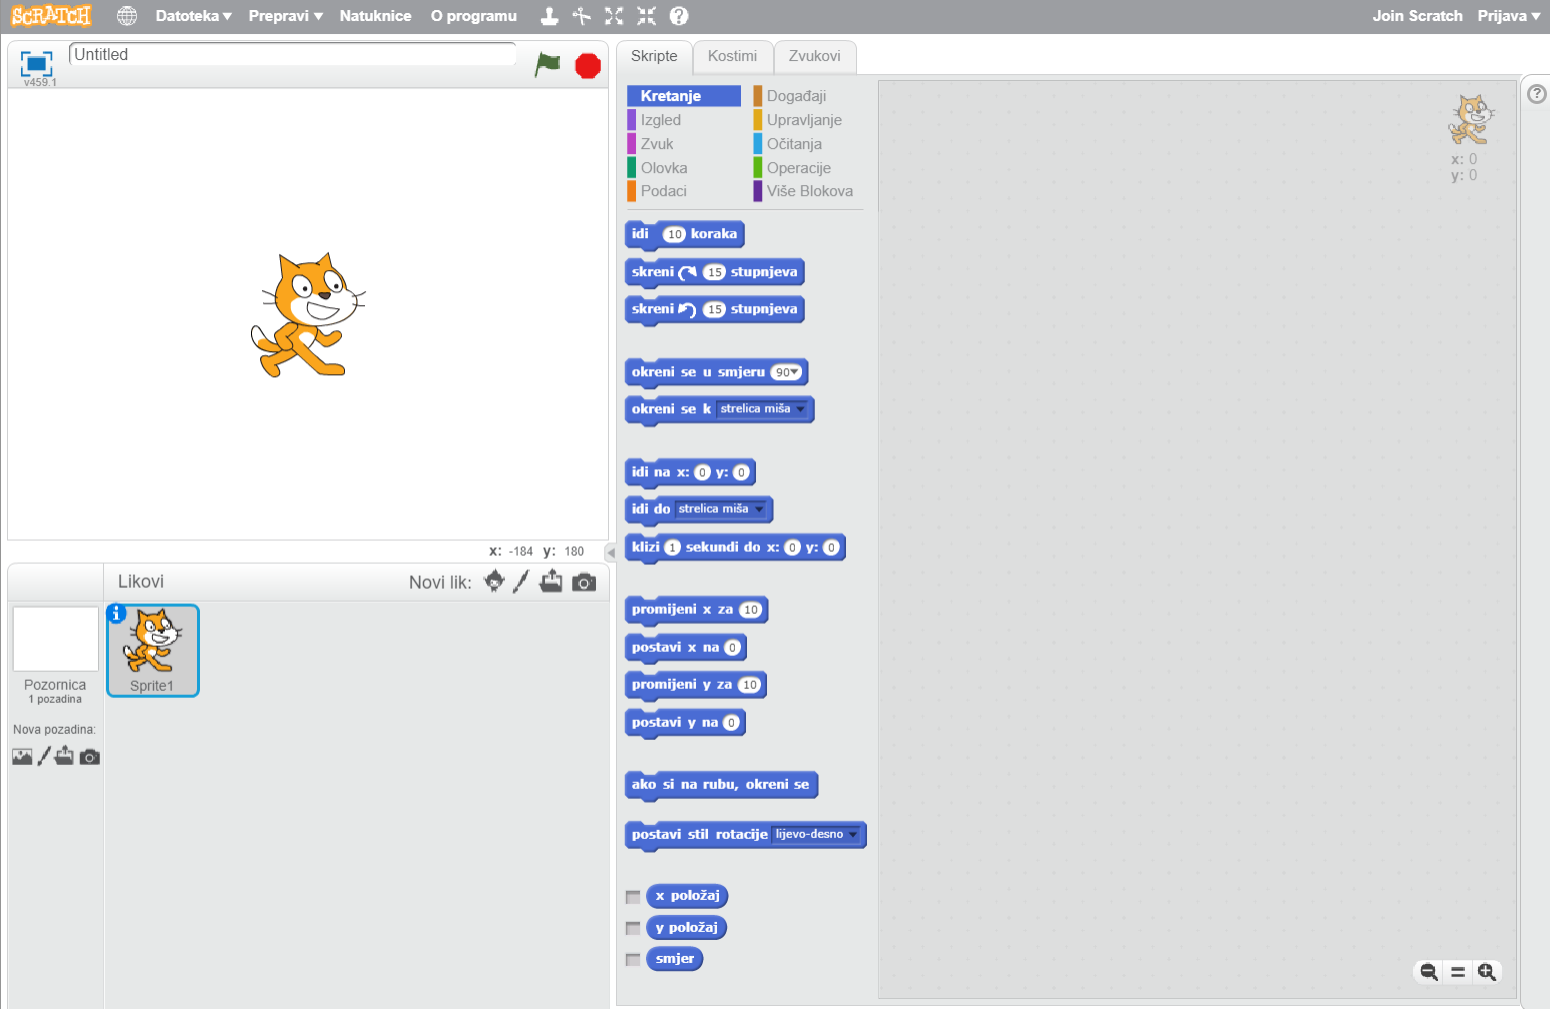 SCRATCH Datoteka Prepravi Natuknice O programu Join Scratch Prijava
Untitled
v459.1
Skripte Kostimi Zvukovi
Kretanje Događaji
Izgled Upravljanje
Zvuk Očitanja
Olovka Operacije
Podaci Više Blokova
x: 0
y: 0
idi 10 koraka
skreni 15 stupnjeva
skreni 15 stupnjeva
okreni se u smjeru 90
okreni se k strelica miša
idi na x: 0 y: 0
idi do strelica miša
klizi 1 sekundi do x: 0 y: 0
promijeni x za 10
postavi x na 0
promijeni y za 10
postavi y na 0
ako si na rubu, okreni se
postavi stil rotacije lijevo-desno
x položaj
y položaj
smjer
x: -184 y: 180
Likovi Novi lik:
Sprite1
Pozornica
1 pozadina
Nova pozadina: